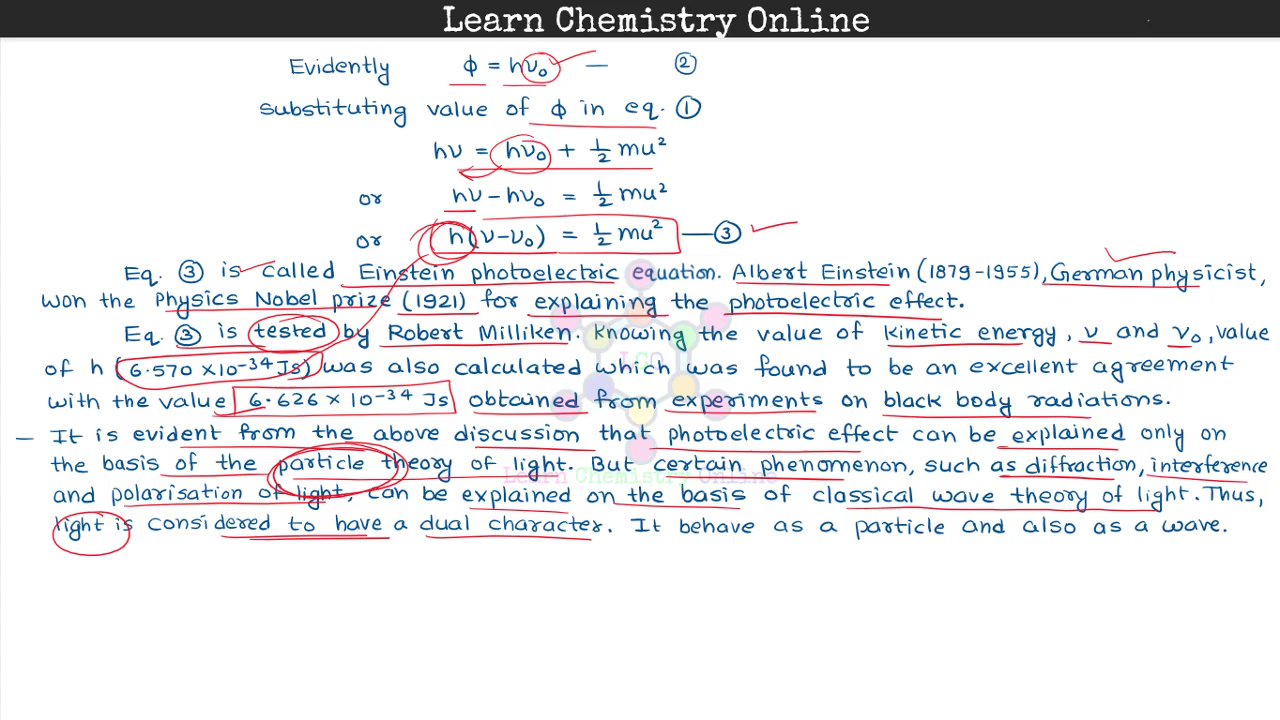 Learn Chemistry Online
Evidently ϕ = hν₀ — ②
substituting value of ϕ in eq. ①
hν = hν₀ + ½ mu²
or hν – hν₀ = ½ mu²
or h(ν–ν₀) = ½ mu² — ③
Eq. ③ is called Einstein photoelectric equation. Albert Einstein (1879-1955), German physicist,
won the Physics Nobel prize (1921) for explaining the photoelectric effect.
Eq. ③ is tested by Robert Milliken. Knowing the value of kinetic energy, ν and ν₀, value
of h (6.570 ×10⁻³⁴ Js) was also calculated which was found to be an excellent agreement
with the value 6.626 × 10⁻³⁴ Js obtained from experiments on black body radiations.
– It is evident from the above discussion that photoelectric effect can be explained only on
the basis of the particle theory of light. But certain phenomenon, such as diffraction, interference
and polarisation of light, can be explained on the basis of classical wave theory of light. Thus,
light is considered to have a dual character. It behave as a particle and also as a wave.
LCO
Learn Chemistry Online